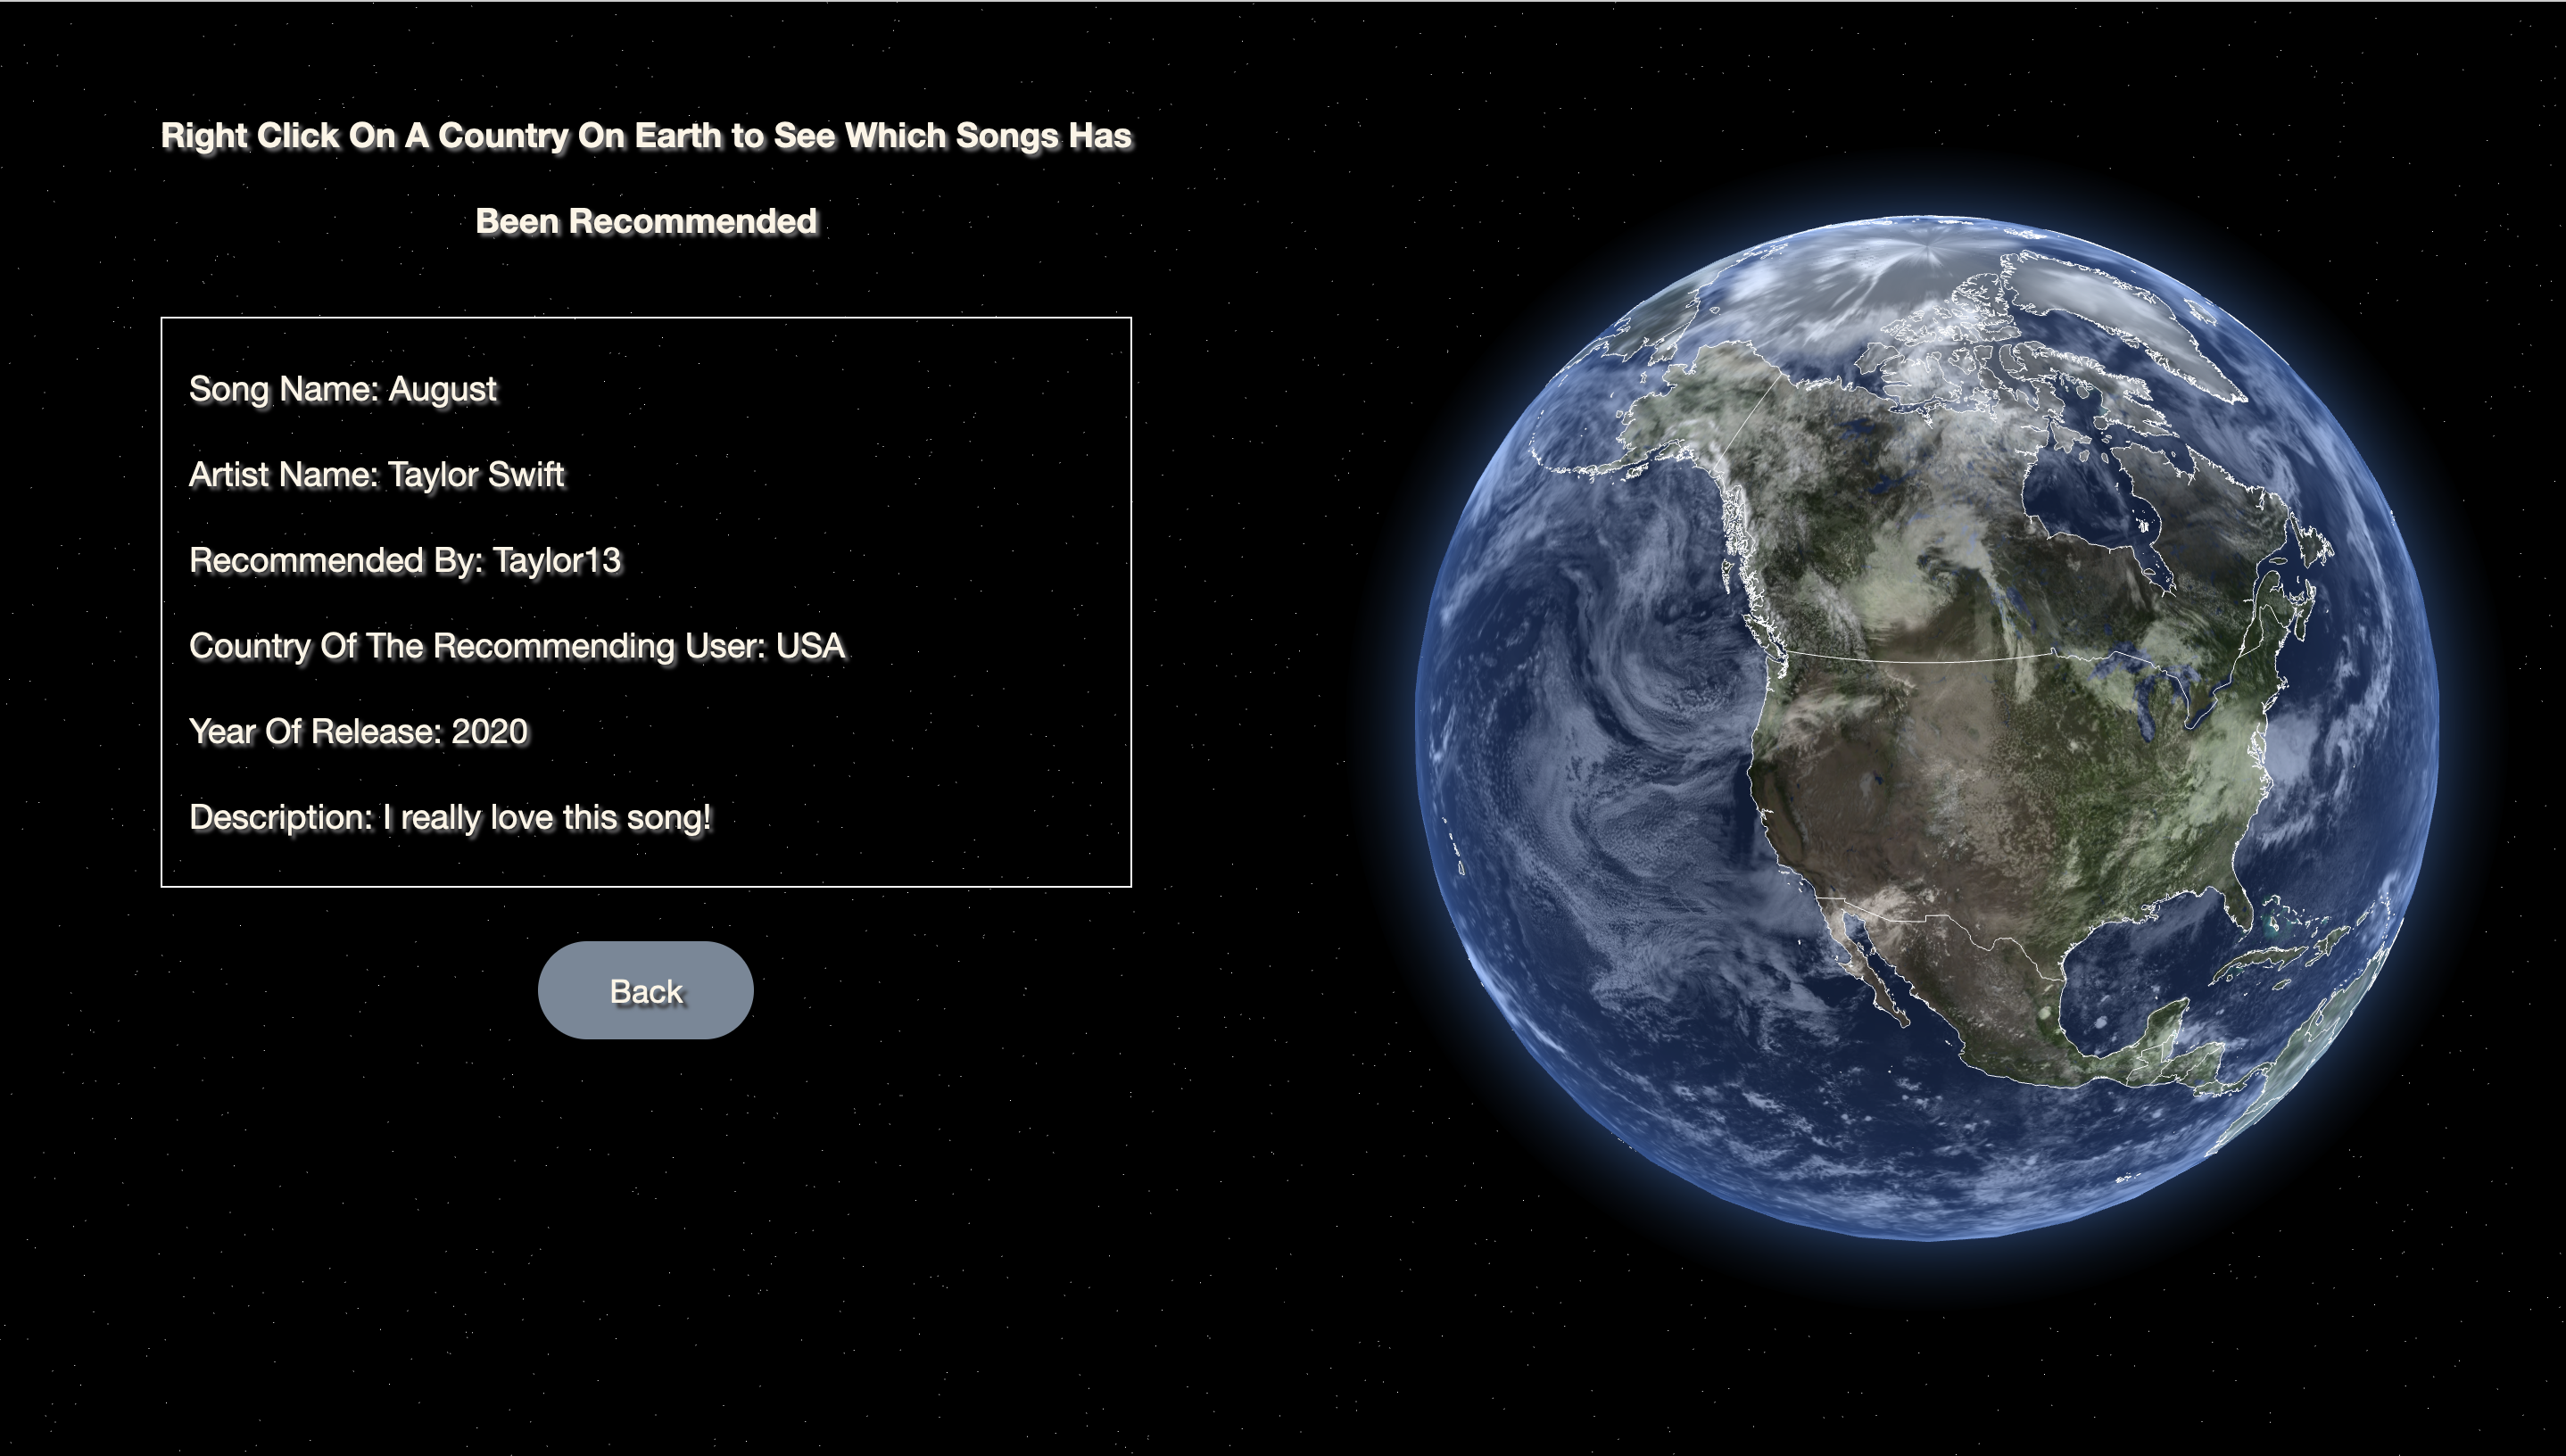 Right Click On A Country On Earth to See Which Songs Has
Been Recommended
Song Name: August
Artist Name: Taylor Swift
Recommended By: Taylor13
Country Of The Recommending User: USA
Year Of Release: 2020
Description: I really love this song!
Back